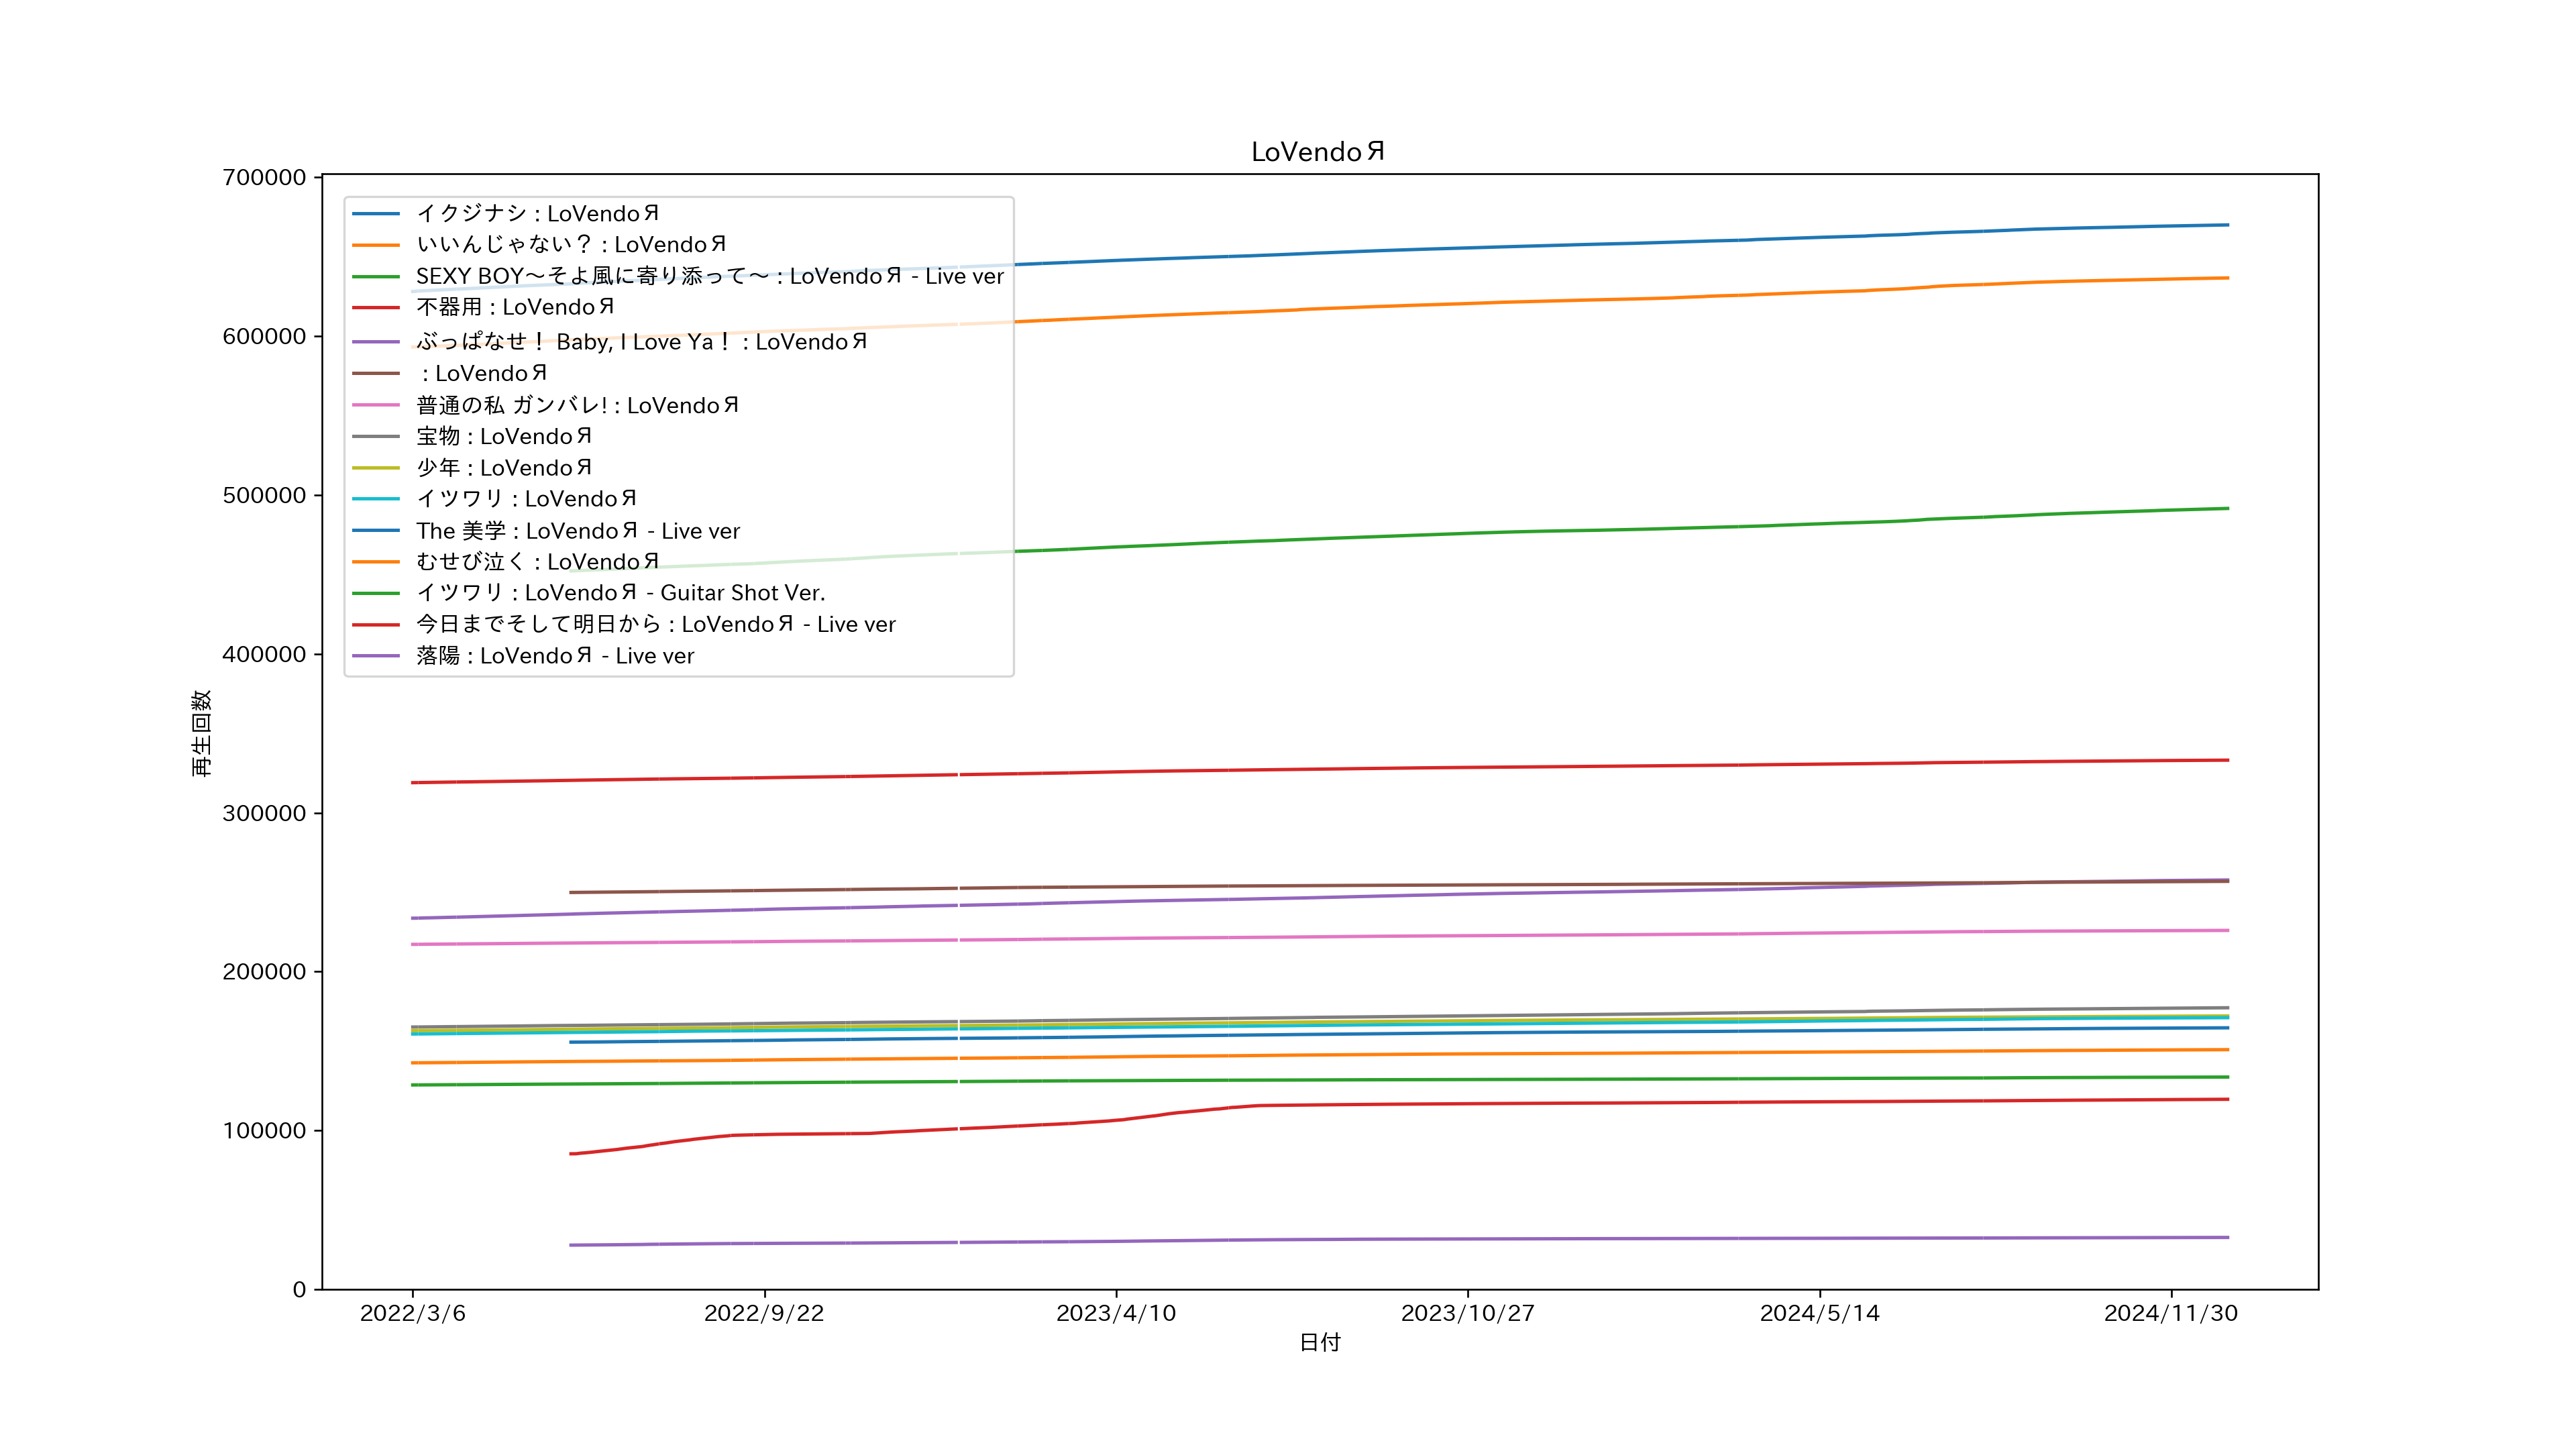 LoVendoЯ
700000
600000
500000
400000
300000
200000
100000
0
再生回数
イクジナシ : LoVendoЯ
いいんじゃない? : LoVendoЯ
SEXY BOY〜そよ風に寄り添って〜 : LoVendoЯ - Live ver
不器用 : LoVendoЯ
ぶっぱなせ! Baby, I Love Ya! : LoVendoЯ
: LoVendoЯ
普通の私 ガンバレ! : LoVendoЯ
宝物 : LoVendoЯ
少年 : LoVendoЯ
イツワリ : LoVendoЯ
The 美学 : LoVendoЯ - Live ver
むせび泣く : LoVendoЯ
イツワリ : LoVendoЯ - Guitar Shot Ver.
今日までそして明日から : LoVendoЯ - Live ver
落陽 : LoVendoЯ - Live ver
2022/3/6 2022/9/22 2023/4/10 2023/10/27 2024/5/14 2024/11/30
日付